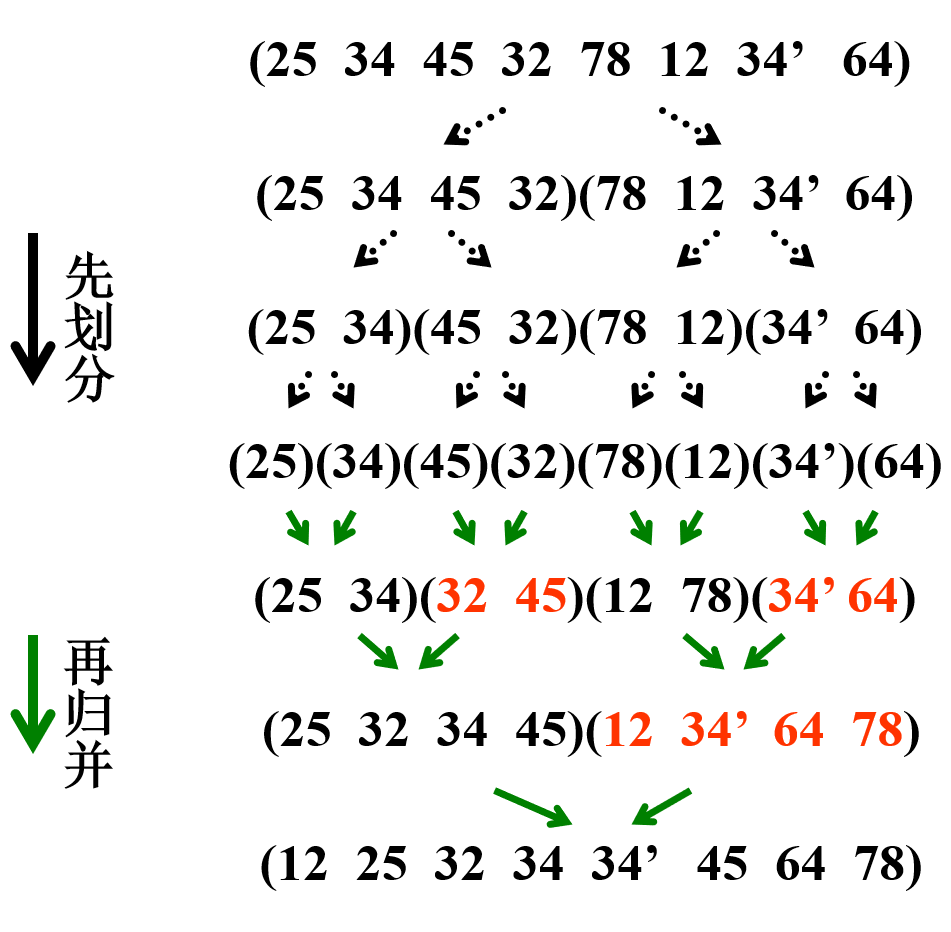 (25 34 45 32 78 12 34’ 64)
(25 34 45 32)(78 12 34’ 64)
先划分
(25 34)(45 32)(78 12)(34’ 64)
(25)(34)(45)(32)(78)(12)(34’)(64)
(25 34)(32 45)(12 78)(34’ 64)
再归并
(25 32 34 45)(12 34’ 64 78)
(12 25 32 34 34’ 45 64 78)